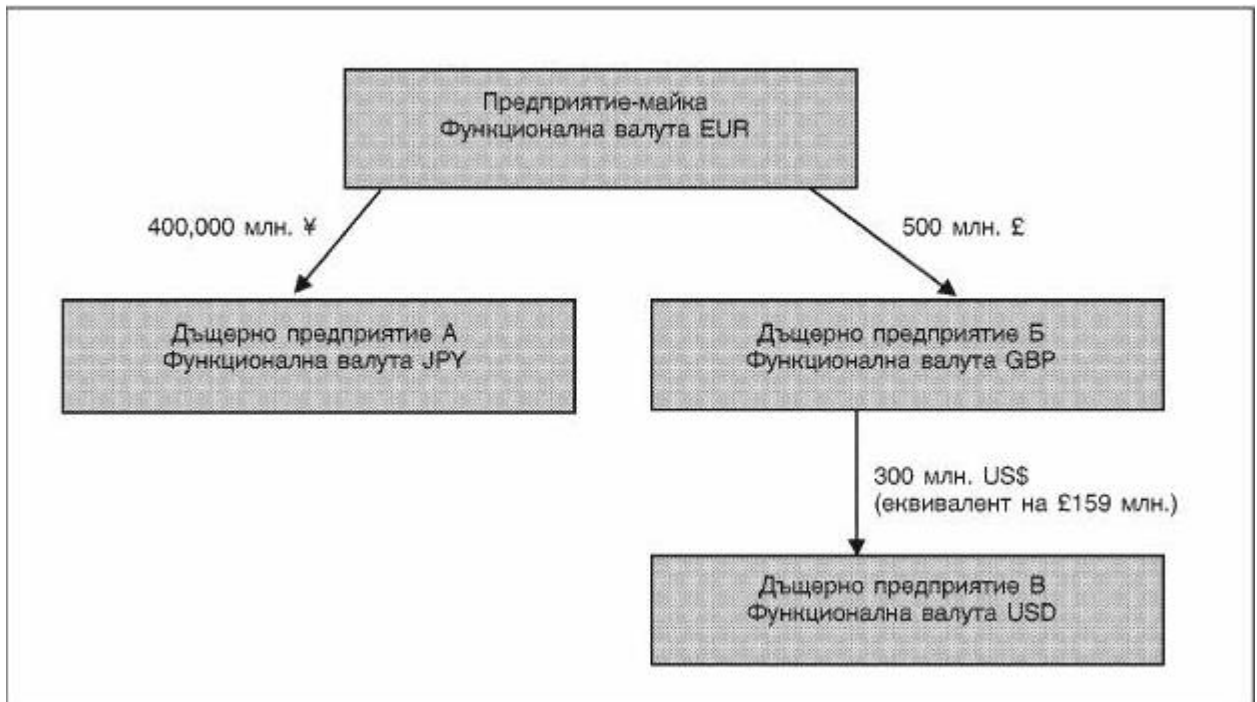 Предприятие-майка
Функционална валута EUR
400,000 млн. ¥
500 млн. £
Дъщерно предприятие А
Функционална валута JPY
Дъщерно предприятие Б
Функционална валута GBP
300 млн. US$
(еквивалент на £159 млн.)
Дъщерно предприятие В
Функционална валута USD